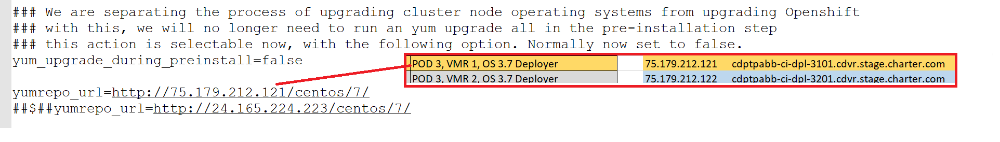 ### We are separating the process of upgrading cluster node operating systems from upgrading Openshift
### with this, we will no longer need to run an yum upgrade all in the pre-installation step
### this action is selectable now, with the following option. Normally now set to false.
yum_upgrade_during_preinstall=false
POD 3, VMR 1, OS 3.7 Deployer 75.179.212.121 cdptpabb-ci-dpl-3101.cdvr.stage.charter.com
POD 3, VMR 2, OS 3.7 Deployer 75.179.212.122 cdptpabb-ci-dpl-3201.cdvr.stage.charter.com
yumrepo_url=http://75.179.212.121/centos/7/
##$##yumrepo_url=http://24.165.224.223/centos/7/